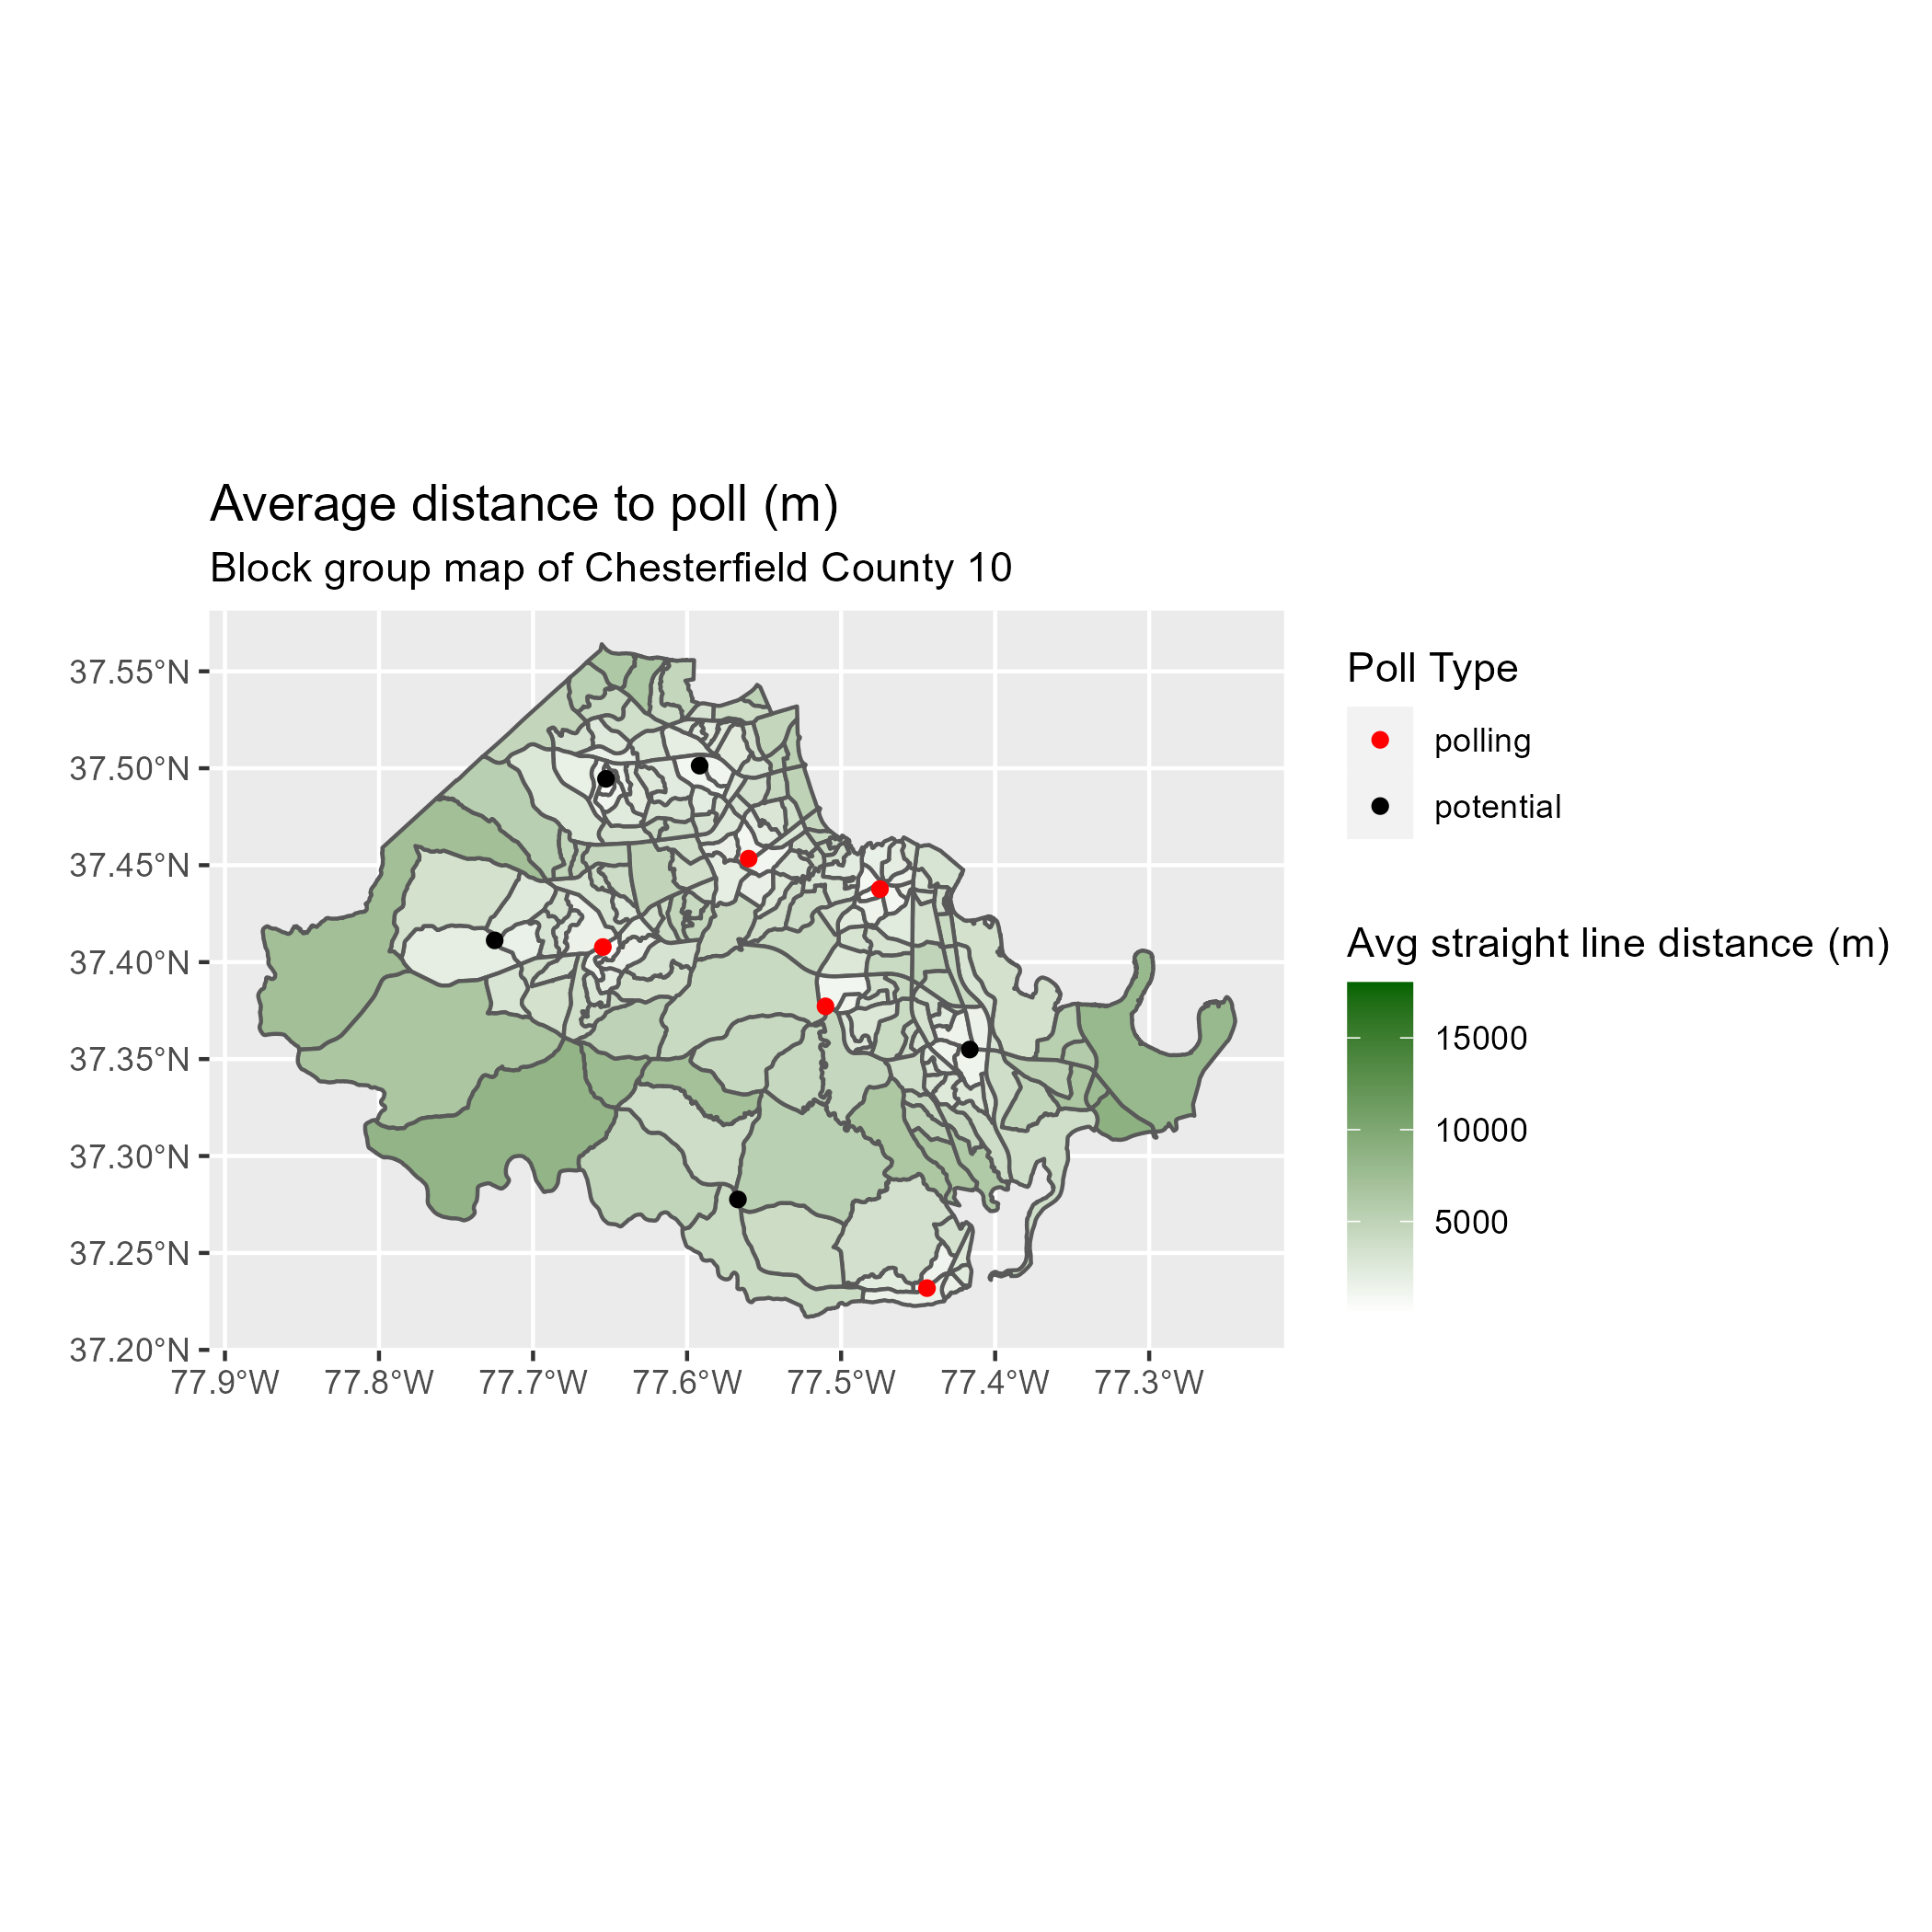 Average distance to poll (m)
Block group map of Chesterfield County 10
37.55°N
37.50°N
37.45°N
37.40°N
37.35°N
37.30°N
37.25°N
37.20°N
77.9°W
77.8°W
77.7°W
77.6°W
77.5°W
77.4°W
77.3°W
Poll Type
polling
potential
Avg straight line distance (m)
15000
10000
5000